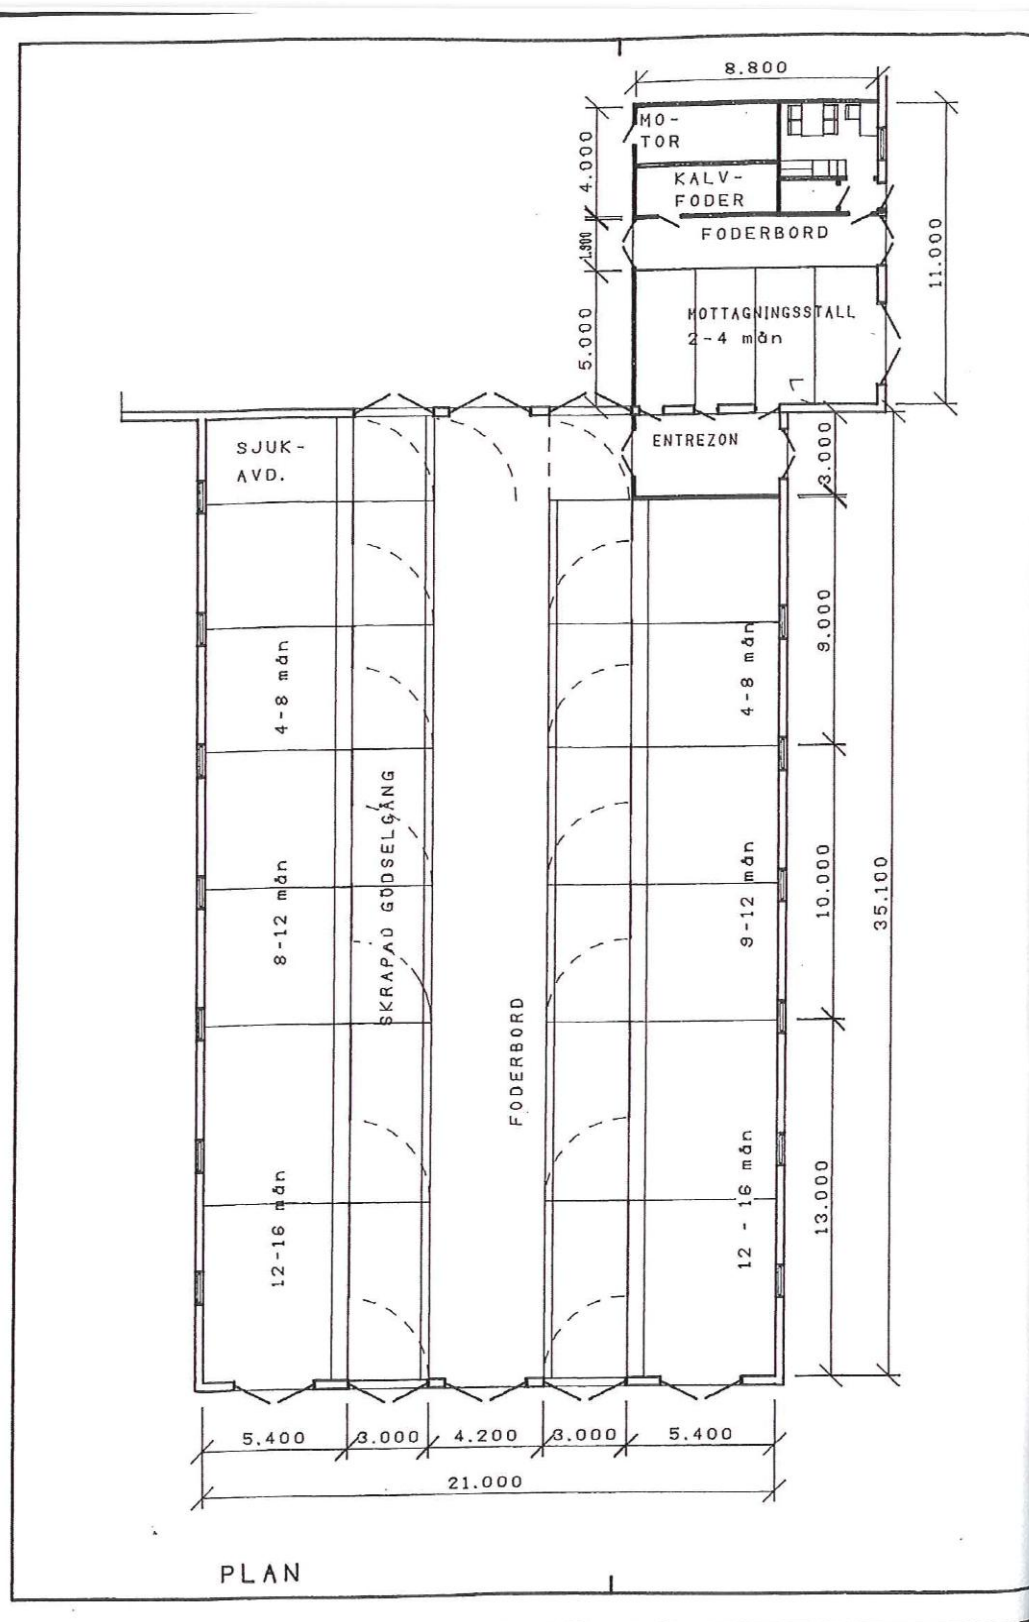 8.800
MO-
TOR
4.000
KALV-
FODER
FODERBORD
11.000
MOTTAGNINGSSTALL
2-4 mån
5.000
ENTREZON
3.000
SJUK-
AVD.
4-8 mån
4-8 mån
9.000
SKRAPAD GÖDSELGÅNG
8-12 mån
9-12 mån
10.000
35.100
FODERBORD
12-16 mån
12 - 16 mån
13.000
5.400 3.000 4.200 3.000 5.400
21.000
PLAN